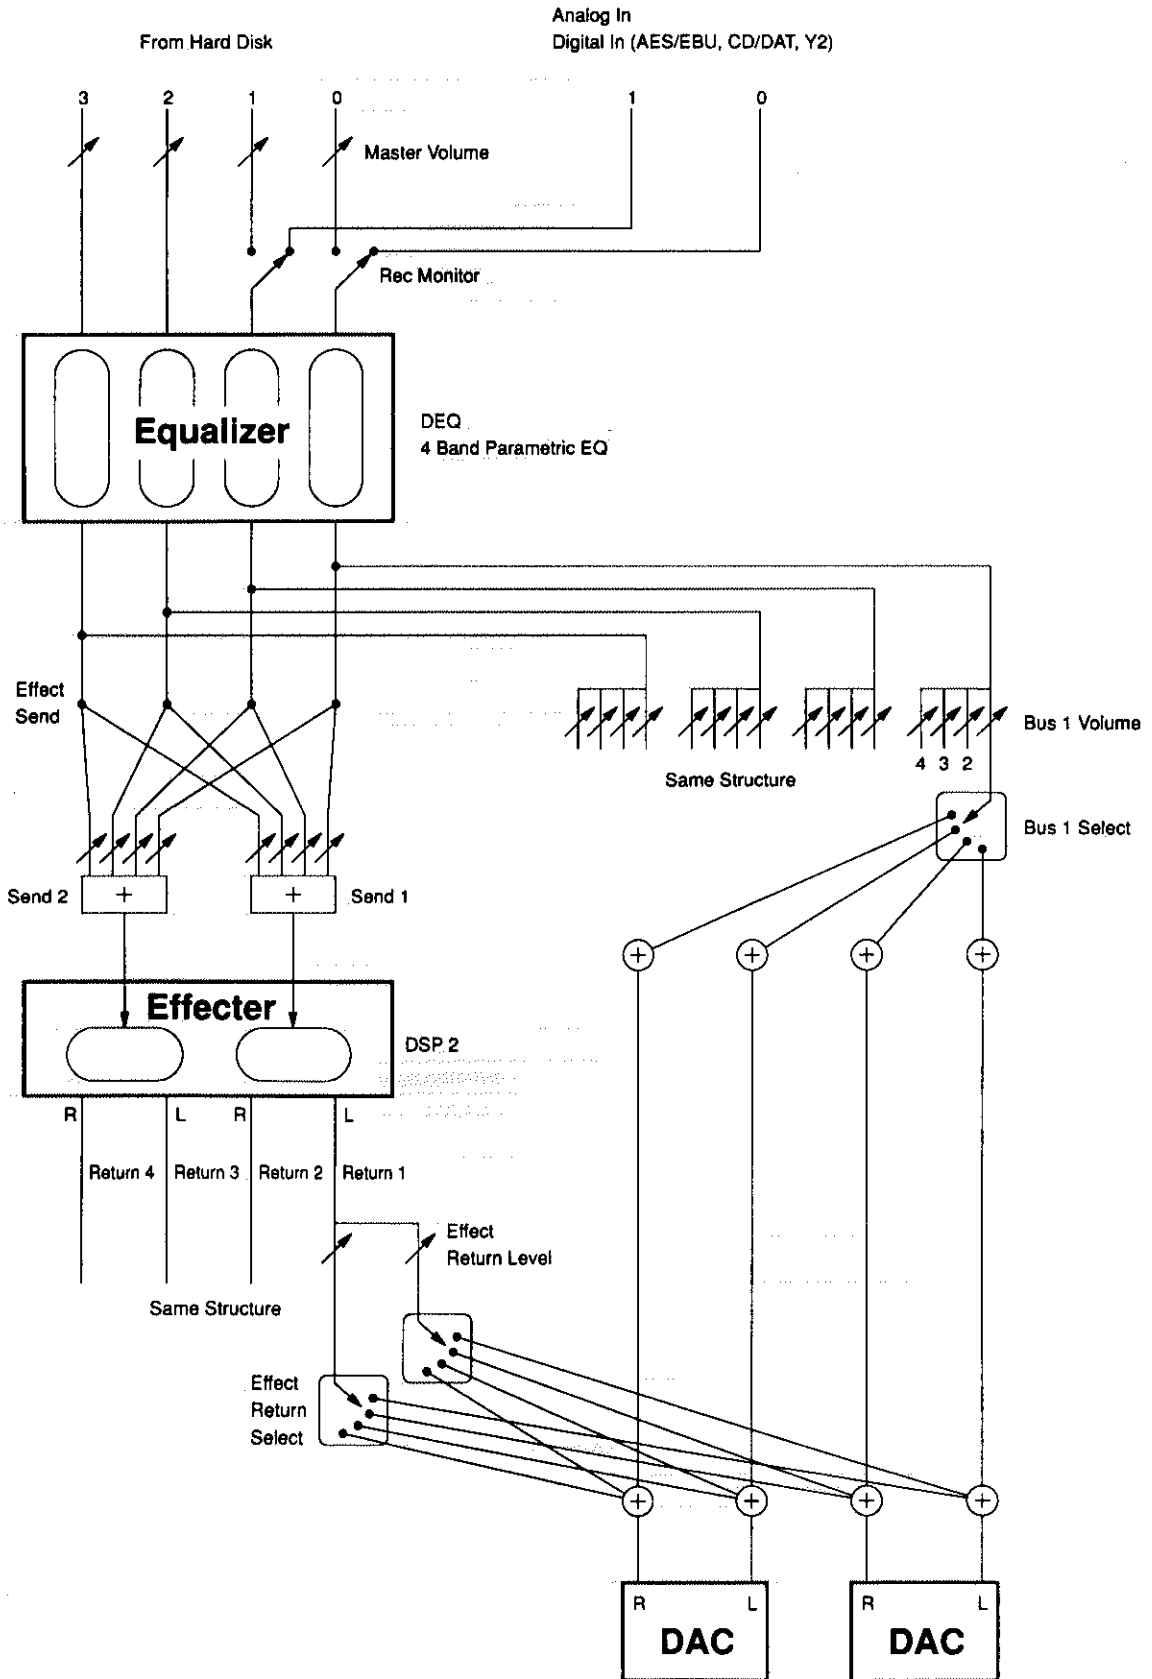 Analog In
From Hard Disk
Digital In (AES/EBU, CD/DAT, Y2)
3 2 1 0 1 0
Master Volume
Rec Monitor
Equalizer
DEQ
4 Band Parametric EQ
Effect
Send
Bus 1 Volume
4 3 2
Same Structure
Bus 1 Select
Send 2 + + Send 1
+ + + +
Effecter
DSP 2
R L R L
Return 4 Return 3 Return 2 Return 1
Effect
Return Level
Same Structure
Effect
Return
Select
+ + + +
R L R L
DAC DAC